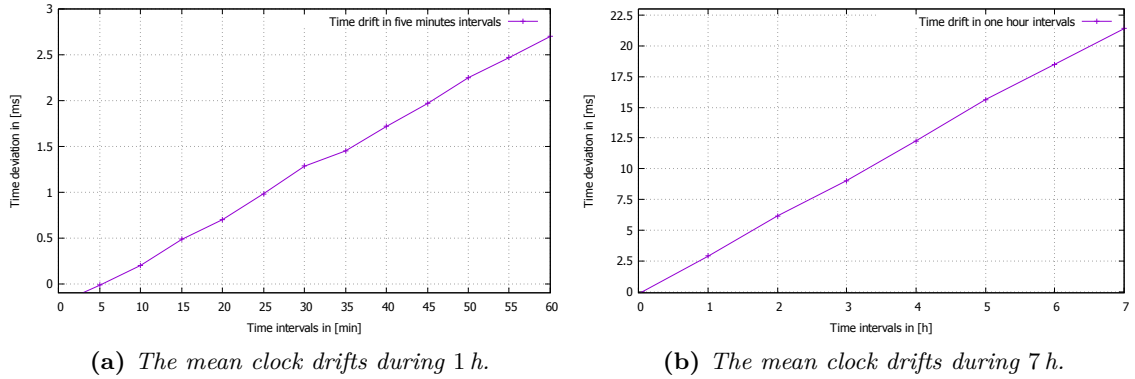 Time drift in five minutes intervals
3
2.5
2
1.5
1
0.5
0
Time deviation in [ms]
0 5 10 15 20 25 30 35 40 45 50 55 60
Time intervals in [min]
(a) The mean clock drifts during 1 h.
Time drift in one hour intervals
22.5
20
17.5
15
12.5
10
7.5
5
2.5
0
Time deviation in [ms]
0 1 2 3 4 5 6 7
Time intervals in [h]
(b) The mean clock drifts during 7 h.